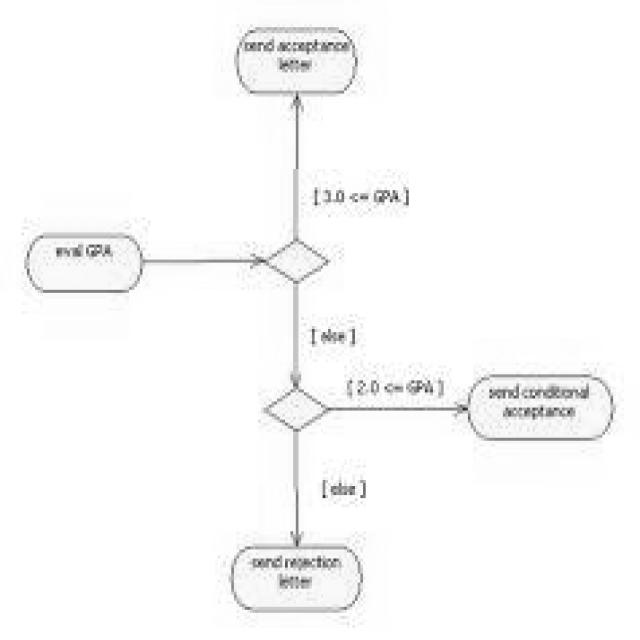 send acceptance
letter
[ 3.0 <= GPA ]
eval GPA
[ else ]
[ 2.0 <= GPA ]
send conditional
acceptance
[ else ]
send rejection
letter